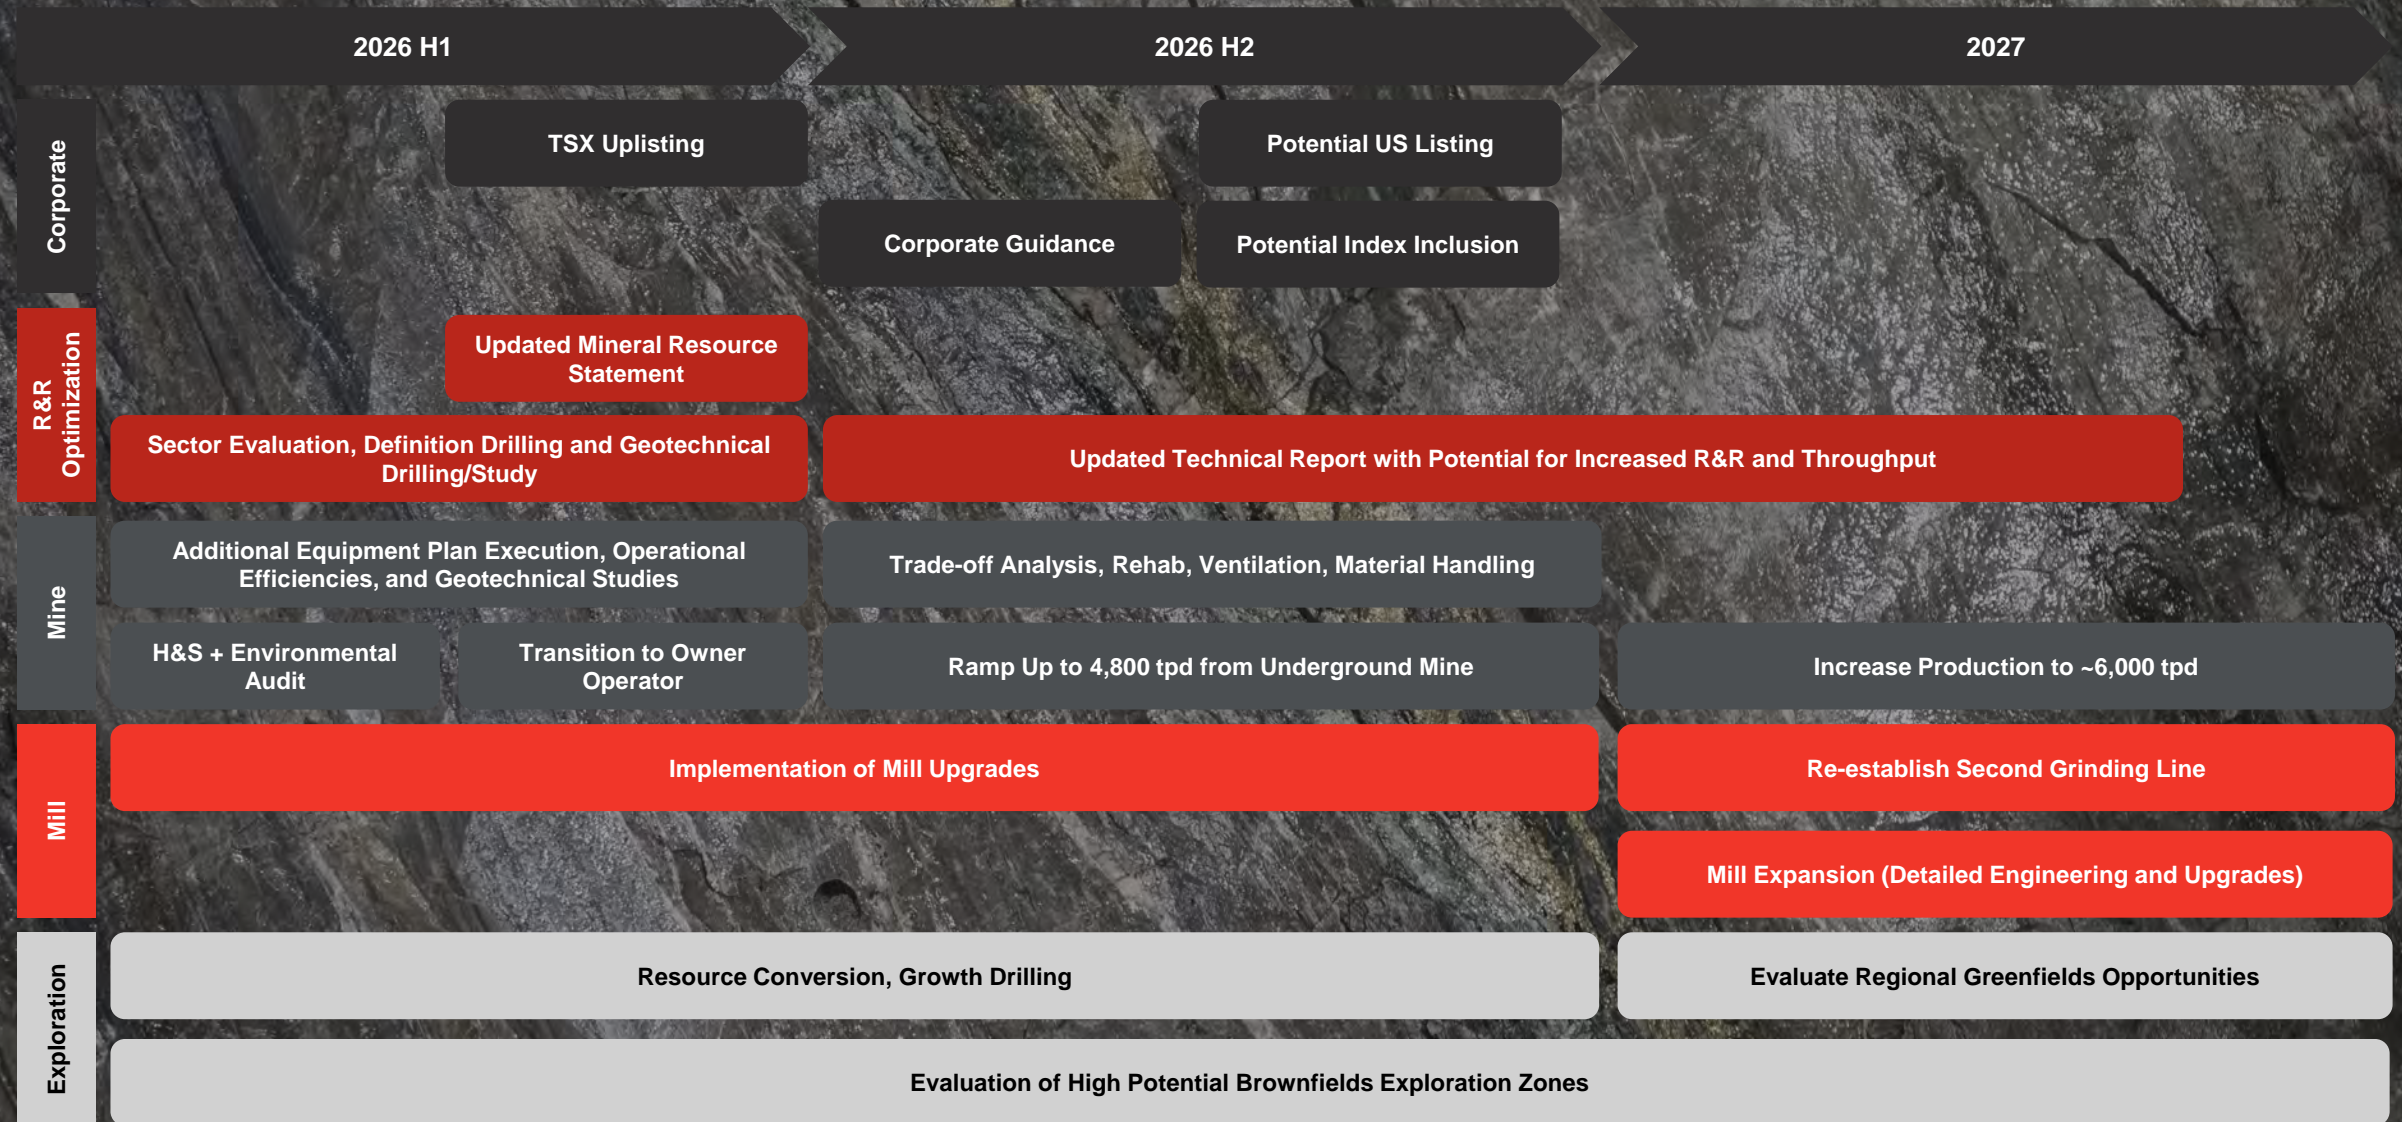 2026 H1
2026 H2
2027
Corporate
TSX Uplisting
Potential US Listing
Corporate Guidance
Potential Index Inclusion
R&R
Optimization
Updated Mineral Resource
Statement
Sector Evaluation, Definition Drilling and Geotechnical
Drilling/Study
Updated Technical Report with Potential for Increased R&R and Throughput
Mine
Additional Equipment Plan Execution, Operational
Efficiencies, and Geotechnical Studies
Trade-off Analysis, Rehab, Ventilation, Material Handling
H&S + Environmental
Audit
Transition to Owner
Operator
Ramp Up to 4,800 tpd from Underground Mine
Increase Production to ~6,000 tpd
Mill
Implementation of Mill Upgrades
Re-establish Second Grinding Line
Mill Expansion (Detailed Engineering and Upgrades)
Exploration
Resource Conversion, Growth Drilling
Evaluate Regional Greenfields Opportunities
Evaluation of High Potential Brownfields Exploration Zones